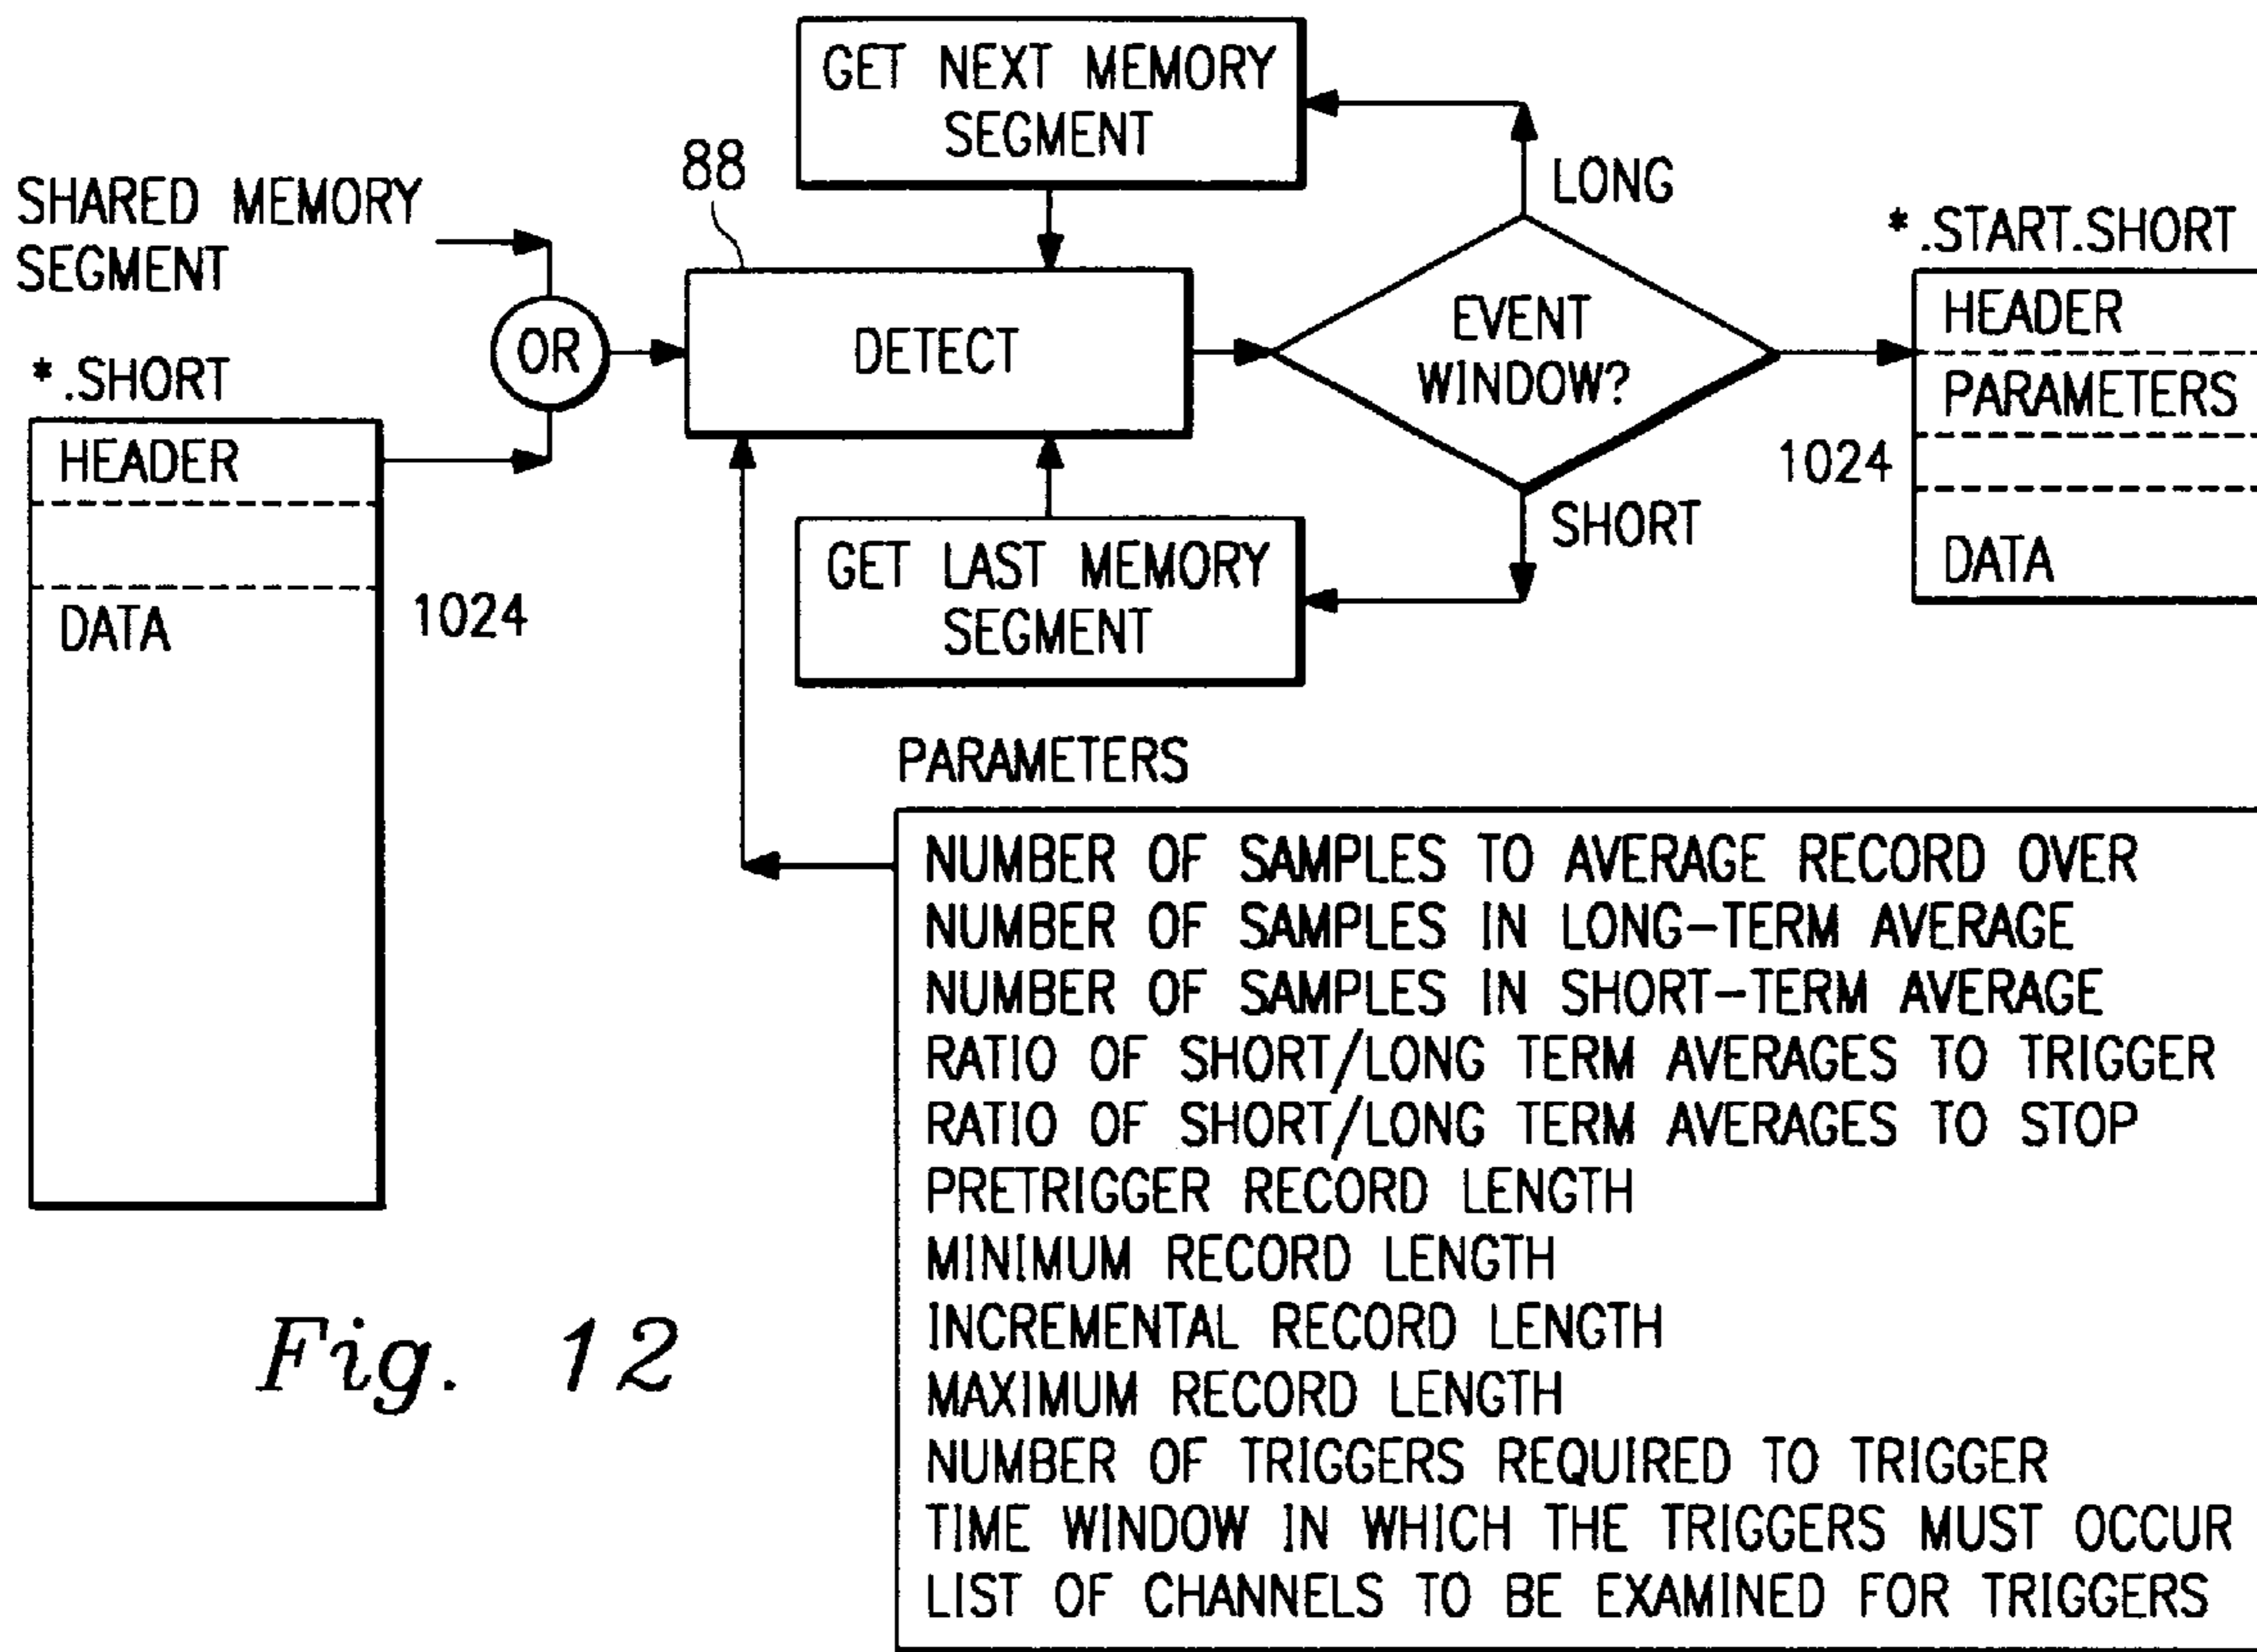 GET NEXT MEMORY
SEGMENT
88
SHARED MEMORY
SEGMENT
LONG
*.START.SHORT
OR
DETECT
EVENT
WINDOW?
HEADER
PARAMETERS
1024
DATA
*.SHORT
HEADER
DATA
1024
SHORT
GET LAST MEMORY
SEGMENT
PARAMETERS
NUMBER OF SAMPLES TO AVERAGE RECORD OVER
NUMBER OF SAMPLES IN LONG-TERM AVERAGE
NUMBER OF SAMPLES IN SHORT-TERM AVERAGE
RATIO OF SHORT/LONG TERM AVERAGES TO TRIGGER
RATIO OF SHORT/LONG TERM AVERAGES TO STOP
PRETRIGGER RECORD LENGTH
MINIMUM RECORD LENGTH
INCREMENTAL RECORD LENGTH
MAXIMUM RECORD LENGTH
NUMBER OF TRIGGERS REQUIRED TO TRIGGER
TIME WINDOW IN WHICH THE TRIGGERS MUST OCCUR
LIST OF CHANNELS TO BE EXAMINED FOR TRIGGERS
Fig. 12